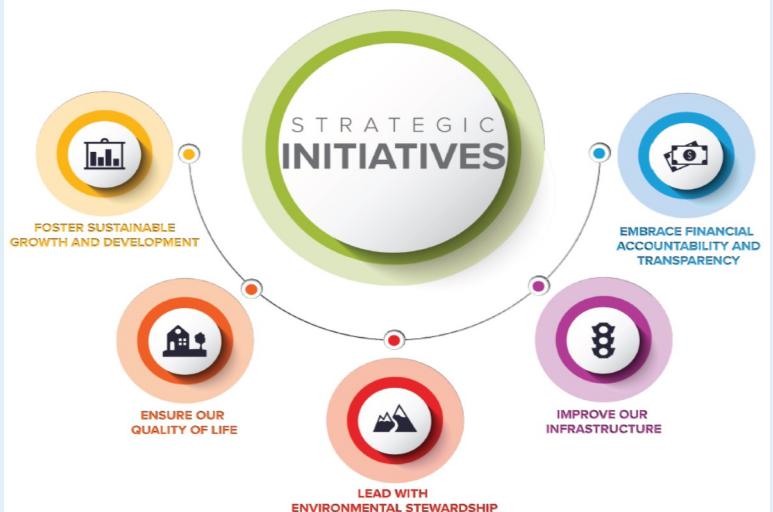 STRATEGIC
INITIATIVES
FOSTER SUSTAINABLE
GROWTH AND DEVELOPMENT
ENSURE OUR
QUALITY OF LIFE
LEAD WITH
ENVIRONMENTAL STEWARDSHIP
IMPROVE OUR
INFRASTRUCTURE
EMBRACE FINANCIAL
ACCOUNTABILITY AND
TRANSPARENCY
$